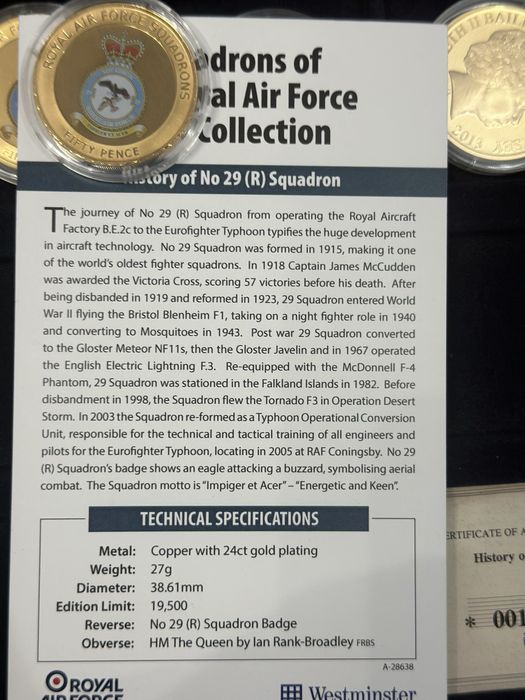 ROYAL AIR FORCE SQUADRONS
FIFTY PENCE
adrons of
al Air Force
Collection
History of No 29 (R) Squadron
The journey of No 29 (R) Squadron from operating the Royal Aircraft
Factory B.E.2c to the Eurofighter Typhoon typifies the huge development
in aircraft technology. No 29 Squadron was formed in 1915, making it one
of the world's oldest fighter squadrons. In 1918 Captain James McCudden
was awarded the Victoria Cross, scoring 57 victories before his death. After
being disbanded in 1919 and reformed in 1923, 29 Squadron entered World
War II flying the Bristol Blenheim F1, taking on a night fighter role in 1940
and converting to Mosquitoes in 1943. Post war 29 Squadron converted
to the Gloster Meteor NF11s, then the Gloster Javelin and in 1967 operated
the English Electric Lightning F.3. Re-equipped with the McDonnell F-4
Phantom, 29 Squadron was stationed in the Falkland Islands in 1982. Before
disbandment in 1998, the Squadron flew the Tornado F3 in Operation Desert
Storm. In 2003 the Squadron re-formed as a Typhoon Operational Conversion
Unit, responsible for the technical and tactical training of all engineers and
pilots for the Eurofighter Typhoon, locating in 2005 at RAF Coningsby. No 29
(R) Squadron's badge shows an eagle attacking a buzzard, symbolising aerial
combat. The Squadron motto is "Impiger et Acer" – "Energetic and Keen".
TECHNICAL SPECIFICATIONS
Metal: Copper with 24ct gold plating
Weight: 27g
Diameter: 38.61mm
Edition Limit: 19,500
Reverse: No 29 (R) Squadron Badge
Obverse: HM The Queen by Ian Rank-Broadley FRBS
A-28638
ROYAL
AIR FORCE
Westminster
TH II BAIL
2013
ERTIFICATE OF A
History o
* 001